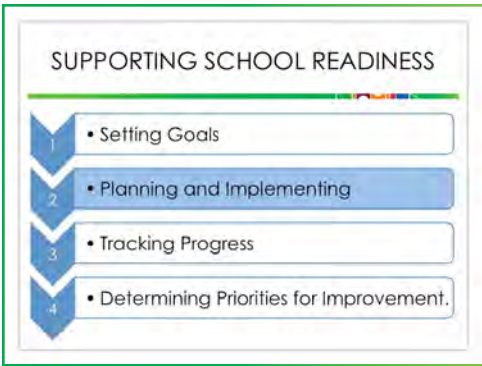 SUPPORTING SCHOOL READINESS
1 • Setting Goals
2 • Planning and Implementing
3 • Tracking Progress
4 • Determining Priorities for Improvement.